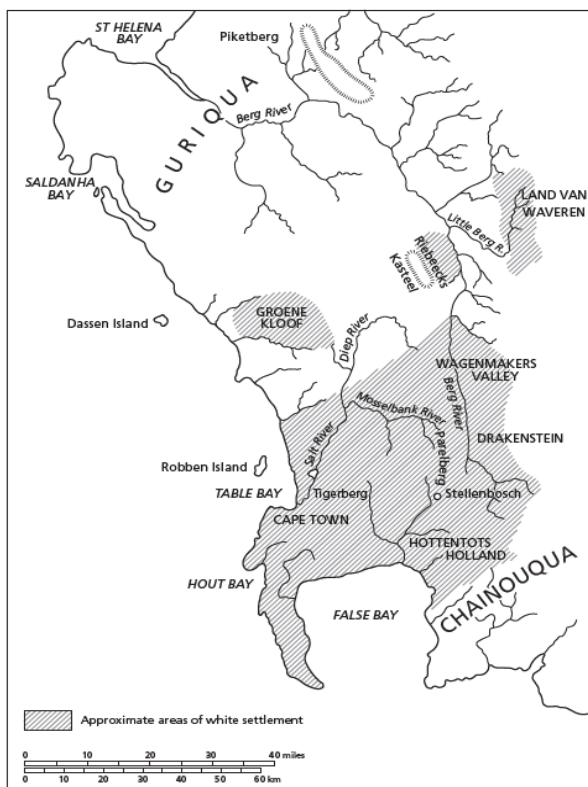 ST HELENA
BAY
Piketberg
GURIQUA
Berg River
SALDANHA
BAY
LAND VAN
WAVEREN
Little Berg R.
Riebeecks
Kasteel
GROENE
KLOOF
Dassen Island
Diep River
WAGENMAKERS
VALLEY
Berg River
Mosselbank River
DRAKENSTEIN
Parelberg
Salt River
Robben Island
TABLE BAY
Tigerberg
Stellenbosch
CAPE TOWN
HOTTENTOTS
HOLLAND
HOUT BAY
FALSE BAY
CHAINOUQUA
Approximate areas of white settlement
0 10 20 30 40 miles
0 10 20 30 40 50 60 km